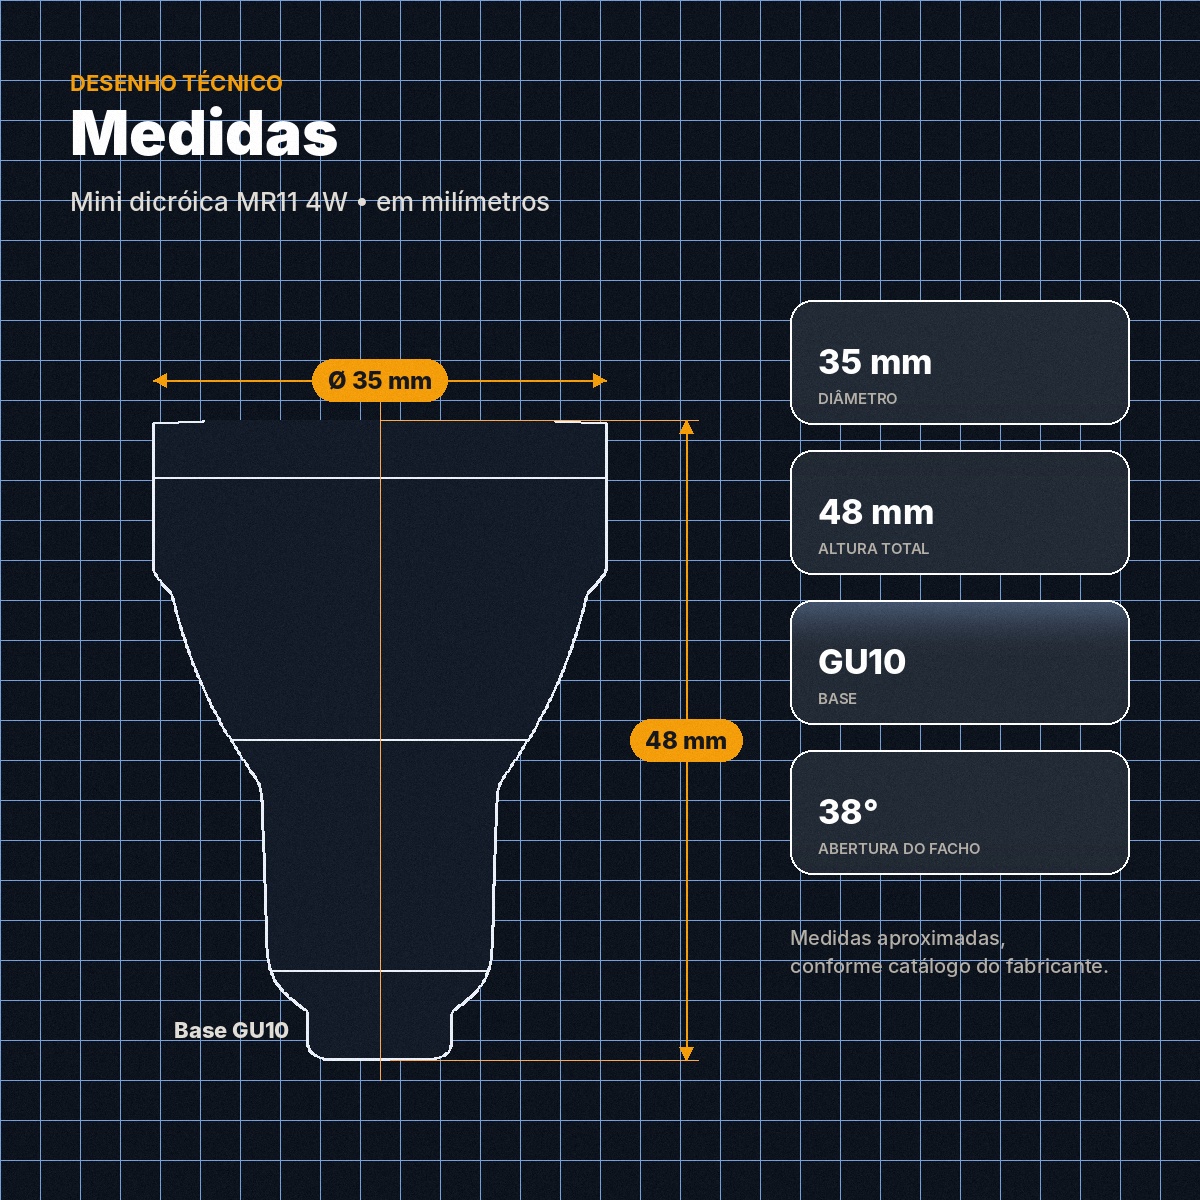 DESENHO TÉCNICO
Medidas
Mini dicróica MR11 4W • em milímetros
Ø 35 mm
48 mm
Base GU10
35 mm
DIÂMETRO
48 mm
ALTURA TOTAL
GU10
BASE
38°
ABERTURA DO FACHO
Medidas aproximadas,
conforme catálogo do fabricante.